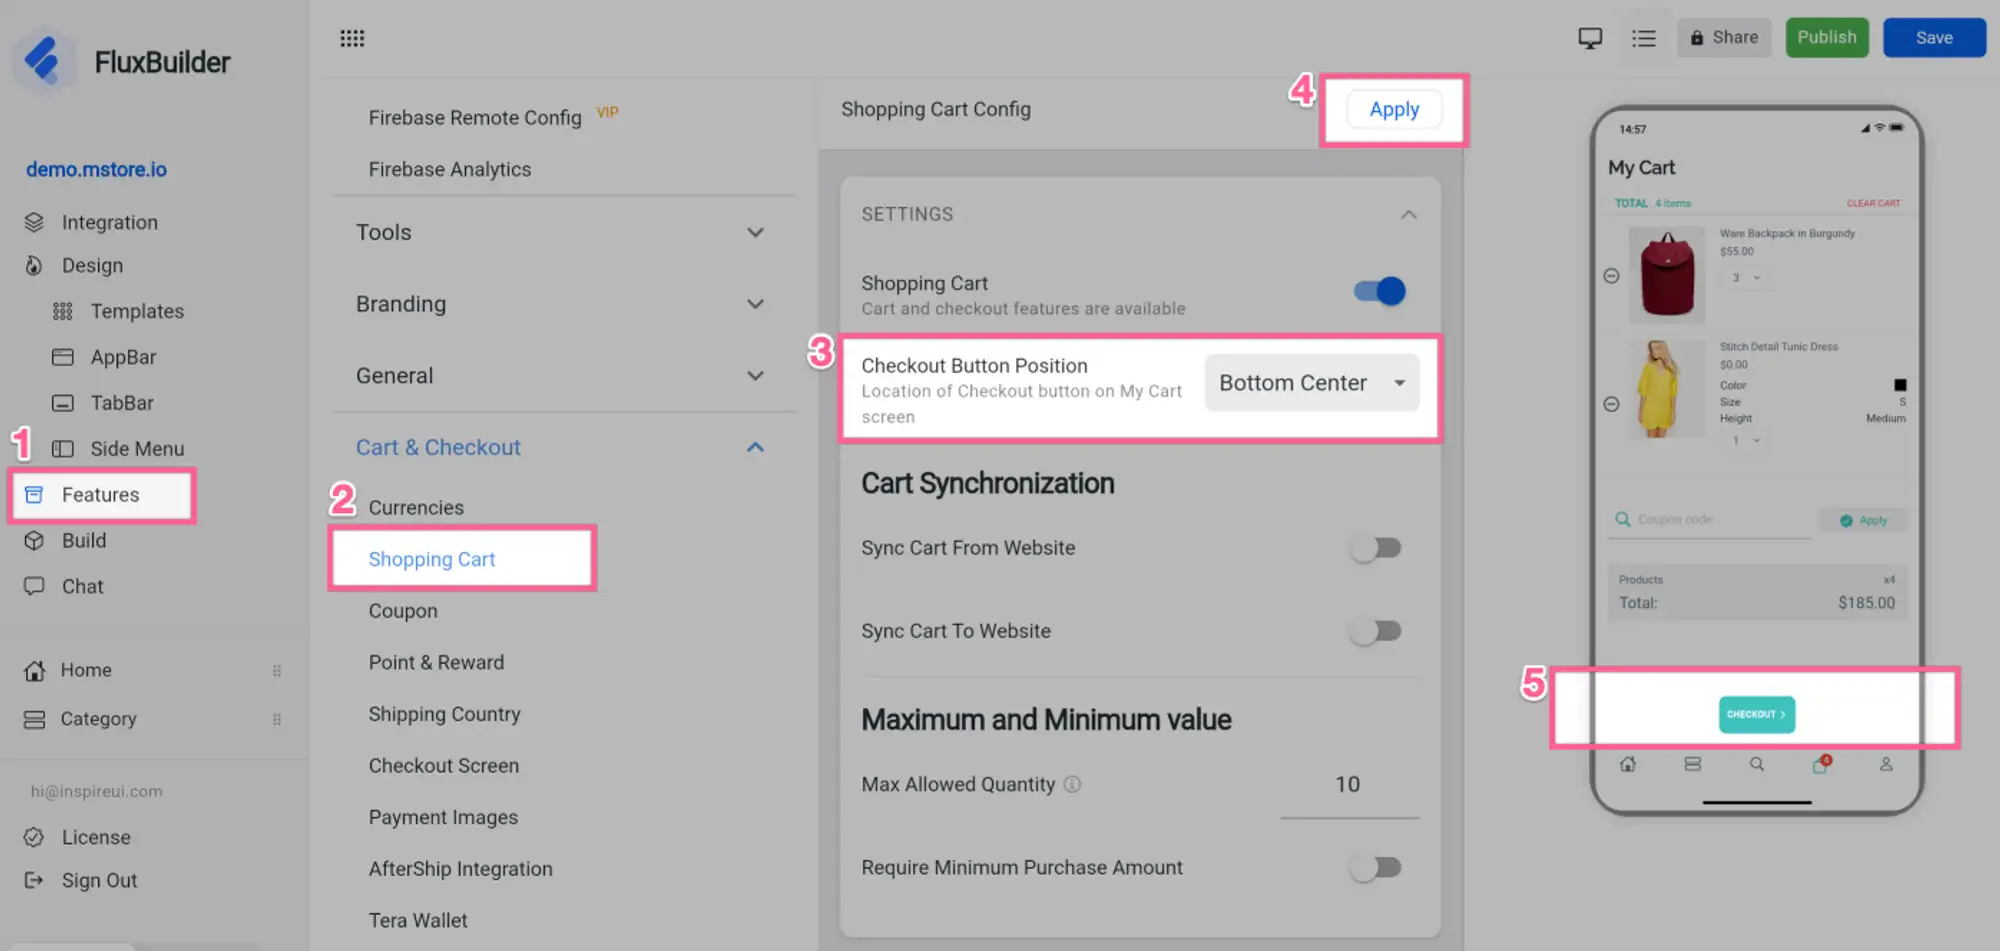 FluxBuilder
demo.mstore.io
Integration
Design
Templates
AppBar
TabBar
1
Side Menu
Features
Build
Chat
Home
Category
hi@inspireui.com
License
Sign Out
Firebase Remote Config VIP
Firebase Analytics
Tools
Branding
General
Cart & Checkout
2
Currencies
Shopping Cart
Coupon
Point & Reward
Shipping Country
Checkout Screen
Payment Images
AfterShip Integration
Tera Wallet
Share
Publish
Save
Shopping Cart Config
4
Apply
SETTINGS
Shopping Cart
Cart and checkout features are available
3
Checkout Button Position
Location of Checkout button on My Cart
screen
Bottom Center
Cart Synchronization
Sync Cart From Website
Sync Cart To Website
Maximum and Minimum value
Max Allowed Quantity
10
Require Minimum Purchase Amount
14:57
My Cart
TOTAL 4 items
CLEAR CART
Ware Backpack in Burgundy
$55.00
3
Stitch Detail Tunic Dress
$0.00
Color
Size S
Height Medium
1
Coupon code
Apply
Products x4
Total: $185.00
5
CHECKOUT
4